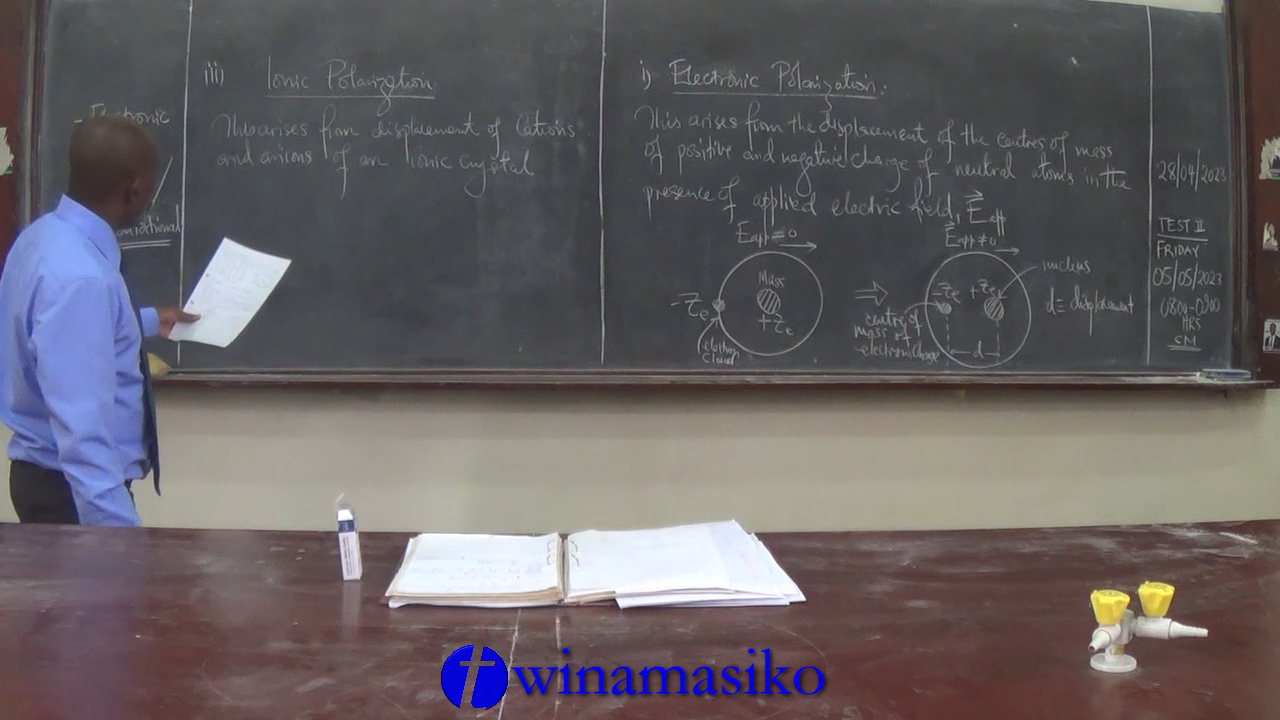 - Electronic
iii) Ionic Polarization
This arises from displacement of Cations
and anions of an ionic crystal
i) Electronic Polarization.
This arises from the displacement of the centres of mass
of positive and negative charge of neutral atoms in the
presence of applied electric field, E app
E app = 0
Mass
+Ze
-Ze
electron
cloud
⇒
E app ≠ 0
-Ze +Ze
nucleus
d ≡ displacement
centre of
mass of
electron charge
d
28/04/2023
TEST II
FRIDAY
05/05/2023
0800-0900
HRS
CM
winamasiko